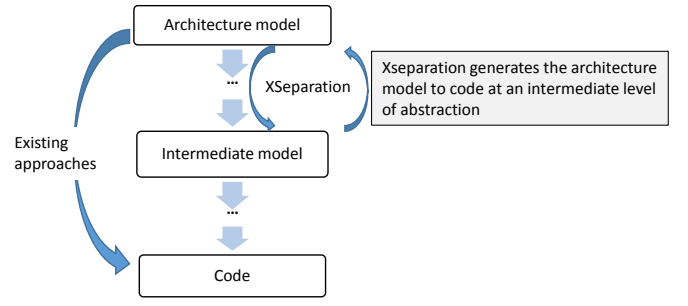 Architecture model
...
XSeparation
Xseparation generates the architecture
model to code at an intermediate level
of abstraction
...
Existing
approaches
Intermediate model
...
Code